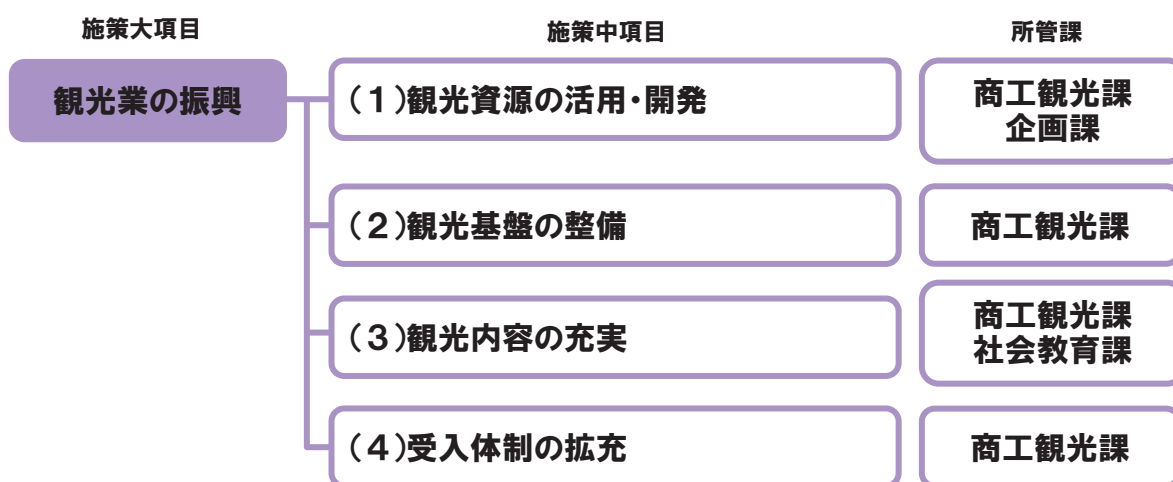 施策大項目
施策中項目
所管課
観光業の振興
（1）観光資源の活用・開発
商工観光課
企画課
（2）観光基盤の整備
商工観光課
（3）観光内容の充実
商工観光課
社会教育課
（4）受入体制の拡充
商工観光課